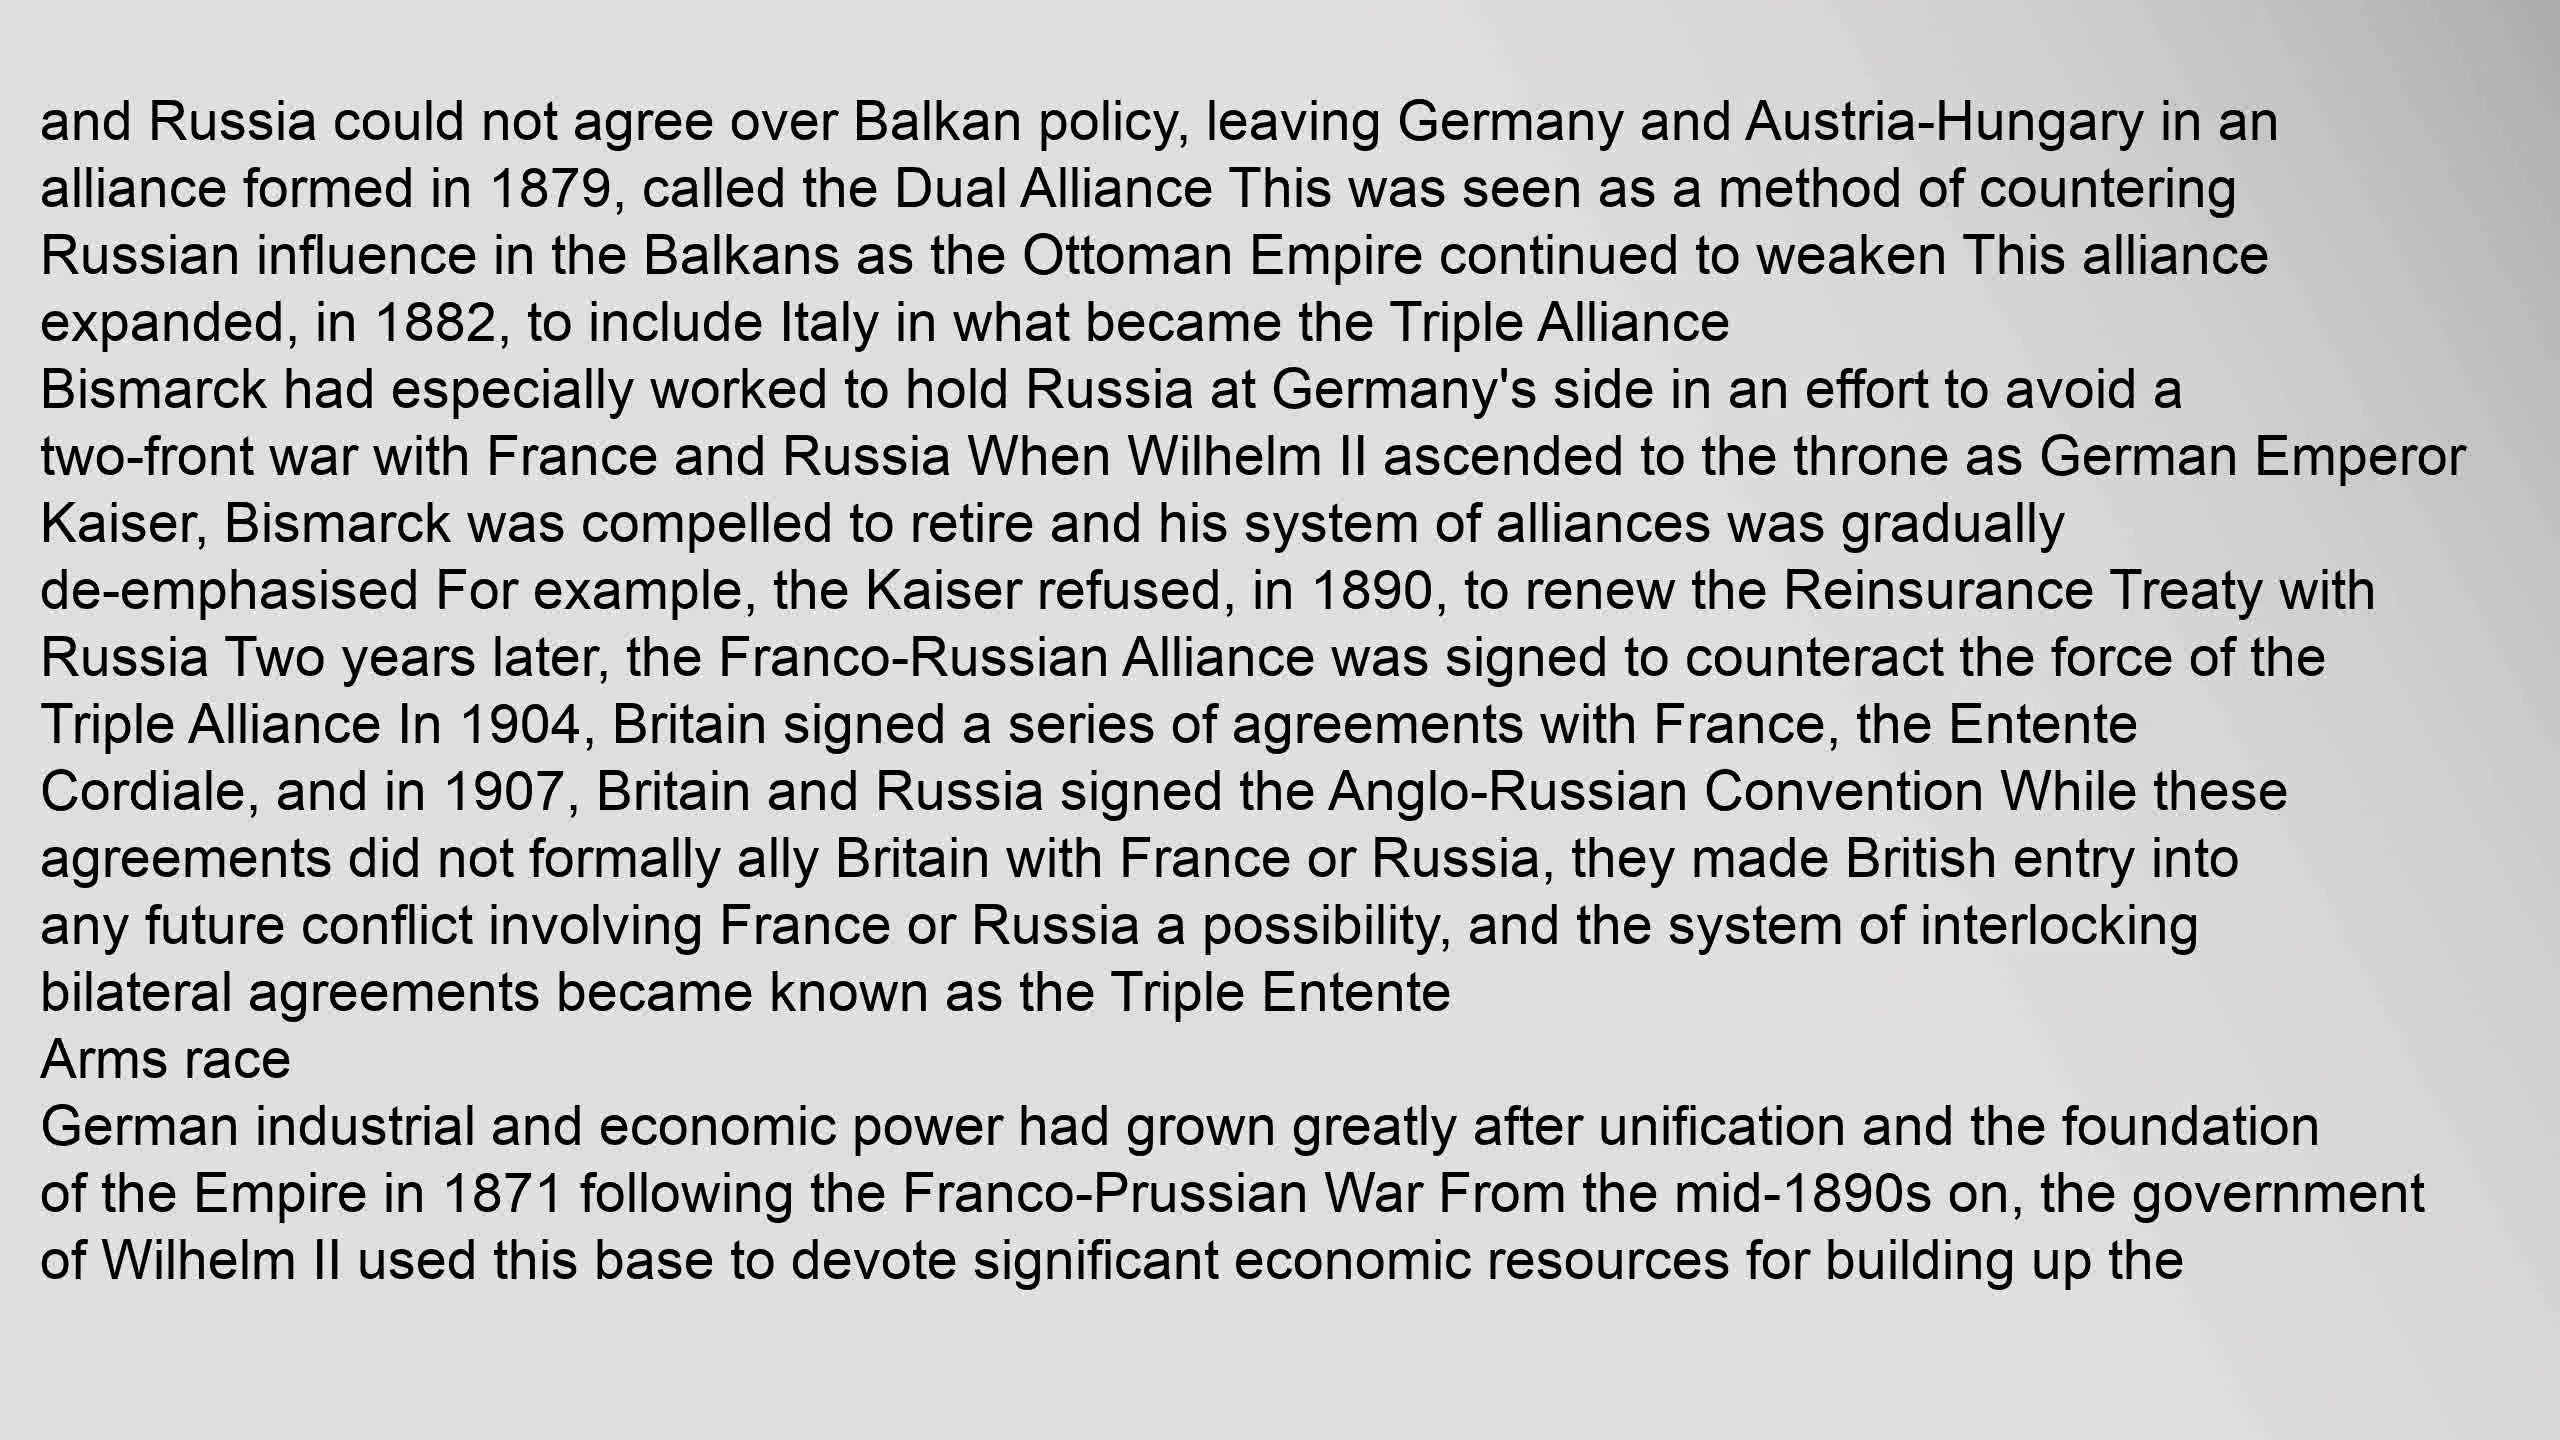 and Russia could not agree over Balkan policy, leaving Germany and Austria-Hungary in an
alliance formed in 1879, called the Dual Alliance This was seen as a method of countering
Russian influence in the Balkans as the Ottoman Empire continued to weaken This alliance
expanded, in 1882, to include Italy in what became the Triple Alliance
Bismarck had especially worked to hold Russia at Germany's side in an effort to avoid a
two-front war with France and Russia When Wilhelm II ascended to the throne as German Emperor
Kaiser, Bismarck was compelled to retire and his system of alliances was gradually
de-emphasised For example, the Kaiser refused, in 1890, to renew the Reinsurance Treaty with
Russia Two years later, the Franco-Russian Alliance was signed to counteract the force of the
Triple Alliance In 1904, Britain signed a series of agreements with France, the Entente
Cordiale, and in 1907, Britain and Russia signed the Anglo-Russian Convention While these
agreements did not formally ally Britain with France or Russia, they made British entry into
any future conflict involving France or Russia a possibility, and the system of interlocking
bilateral agreements became known as the Triple Entente
Arms race
German industrial and economic power had grown greatly after unification and the foundation
of the Empire in 1871 following the Franco-Prussian War From the mid-1890s on, the government
of Wilhelm II used this base to devote significant economic resources for building up the